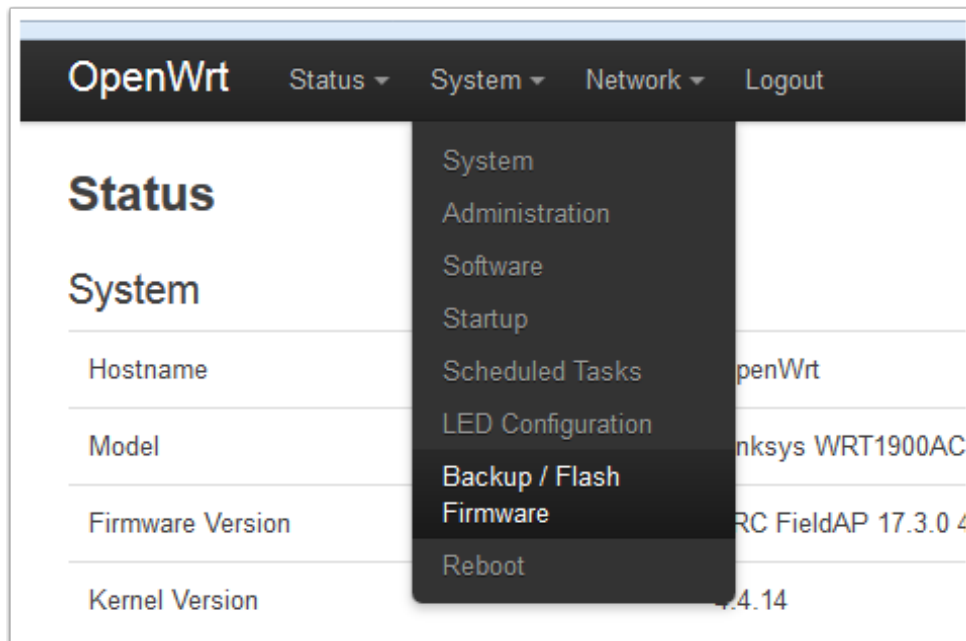 OpenWrt Status System Network Logout
System
Administration
Software
Startup
Scheduled Tasks
LED Configuration
Backup / Flash
Firmware
Reboot
Status
System
Hostname penWrt
Model nksys WRT1900AC
Firmware Version RC FieldAP 17.3.0 4
Kernel Version 4.4.14